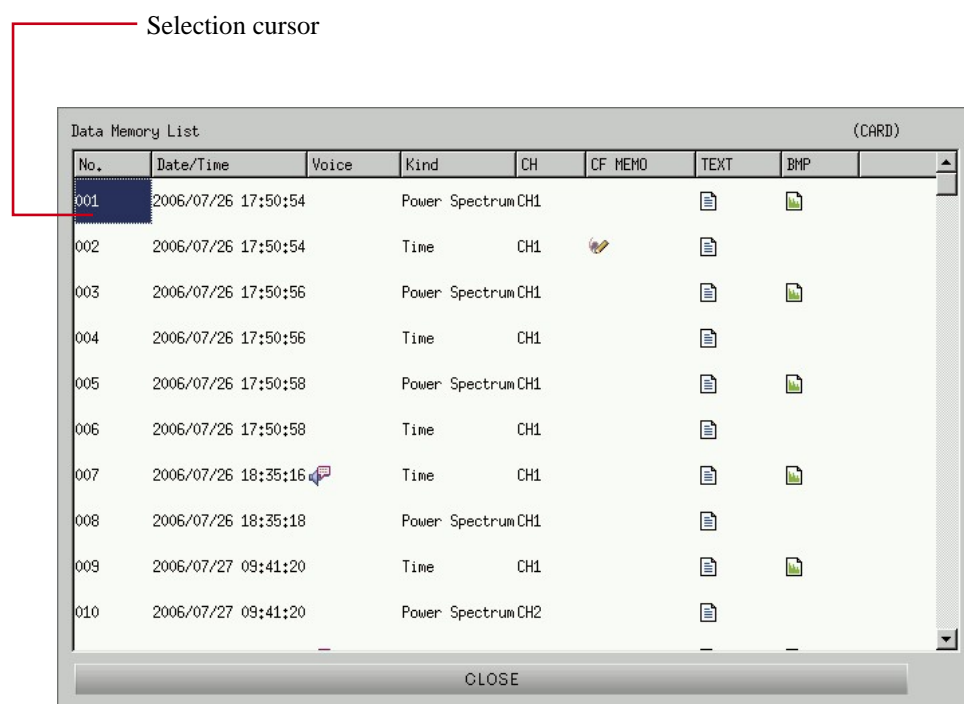 Selection cursor
Data Memory List (CARD)
No. Date/Time Voice Kind CH CF MEMO TEXT BMP
001 2006/07/26 17:50:54 Power Spectrum CH1
002 2006/07/26 17:50:54 Time CH1
003 2006/07/26 17:50:56 Power Spectrum CH1
004 2006/07/26 17:50:56 Time CH1
005 2006/07/26 17:50:58 Power Spectrum CH1
006 2006/07/26 17:50:58 Time CH1
007 2006/07/26 18:35:16 Time CH1
008 2006/07/26 18:35:18 Power Spectrum CH1
009 2006/07/27 09:41:20 Time CH1
010 2006/07/27 09:41:20 Power Spectrum CH2
CLOSE